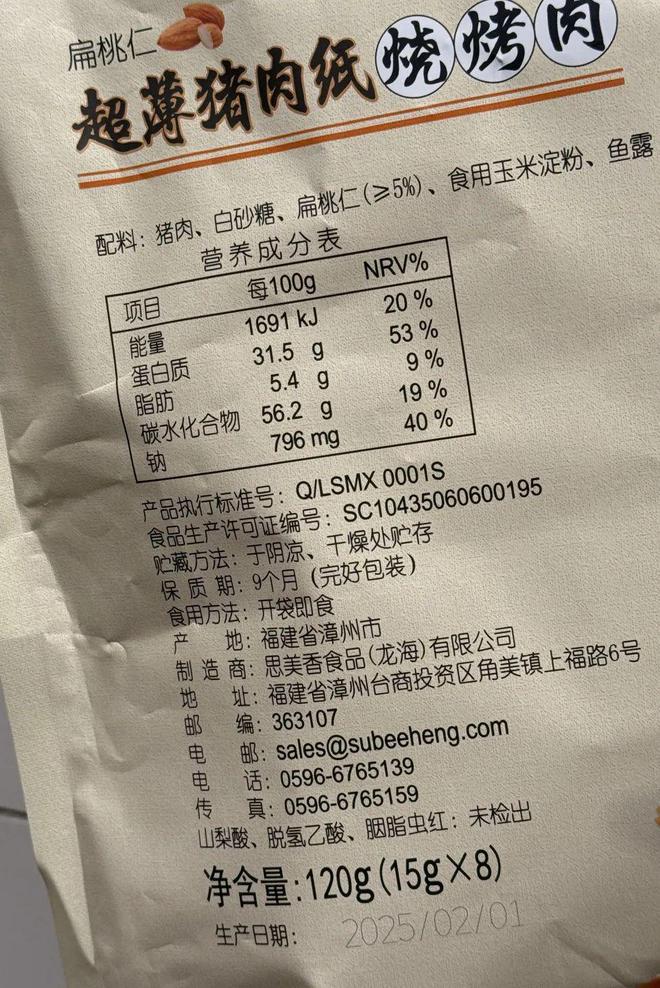 扁桃仁
超薄猪肉纸烧烤肉
配料：猪肉、白砂糖、扁桃仁(≥5%)、食用玉米淀粉、鱼露
营养成分表
项目 每100g NRV%
能量 1691 kJ 20 %
蛋白质 31.5 g 53 %
脂肪 5.4 g 9 %
碳水化合物 56.2 g 19 %
钠 796 mg 40 %
产品执行标准号：Q/LSMX 0001S
食品生产许可证编号：SC10435060600195
贮藏方法：于阴凉、干燥处贮存
保质期：9个月（完好包装）
食用方法：开袋即食
产地：福建省漳州市
制造商：思美香食品(龙海)有限公司
地址：福建省漳州台商投资区角美镇上福路6号
邮编：363107
电邮：sales@subeeheng.com
电话：0596-6765139
传真：0596-6765159
山梨酸、脱氢乙酸、胭脂虫红：未检出
净含量:120g(15g×8)
生产日期： 2025/02/01